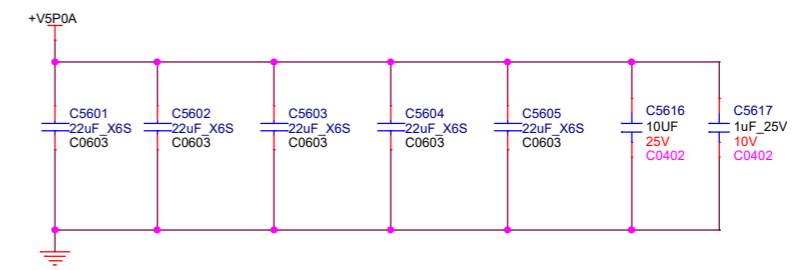 +V5P0A
C5601
22uF_X6S
C0603
C5602
22uF_X6S
C0603
C5603
22uF_X6S
C0603
C5604
22uF_X6S
C0603
C5605
22uF_X6S
C0603
C5616
10UF
25V
C0402
C5617
1uF_25V
10V
C0402